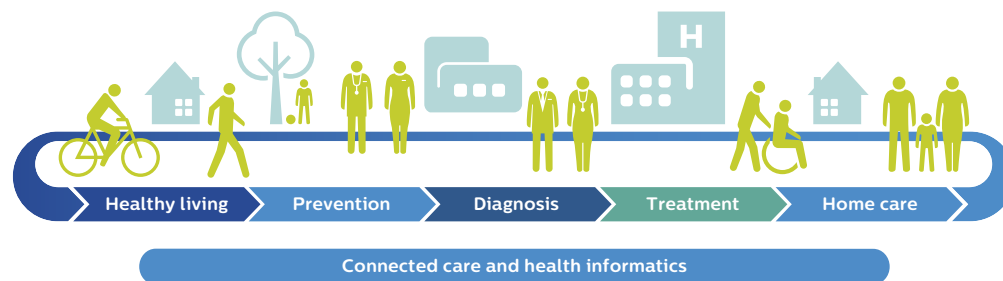 H
Healthy living
Prevention
Diagnosis
Treatment
Home care
Connected care and health informatics